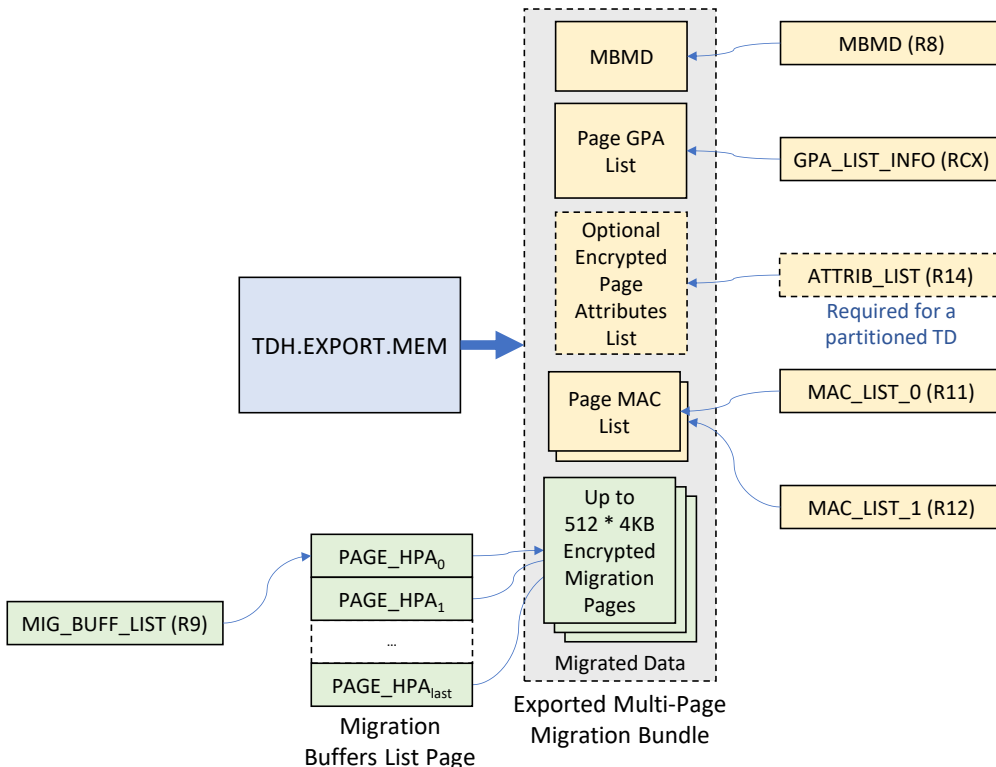 MBMD
MBMD (R8)
Page GPA
List
GPA_LIST_INFO (RCX)
Optional
Encrypted
Page
Attributes
List
ATTRIB_LIST (R14)
Required for a
partitioned TD
TDH.EXPORT.MEM
Page MAC
List
MAC_LIST_0 (R11)
MAC_LIST_1 (R12)
Up to
512 * 4KB
Encrypted
Migration
Pages
PAGE_HPA0
PAGE_HPA1
...
PAGE_HPAlast
MIG_BUFF_LIST (R9)
Migrated Data
Exported Multi-Page
Migration Bundle
Migration
Buffers List Page